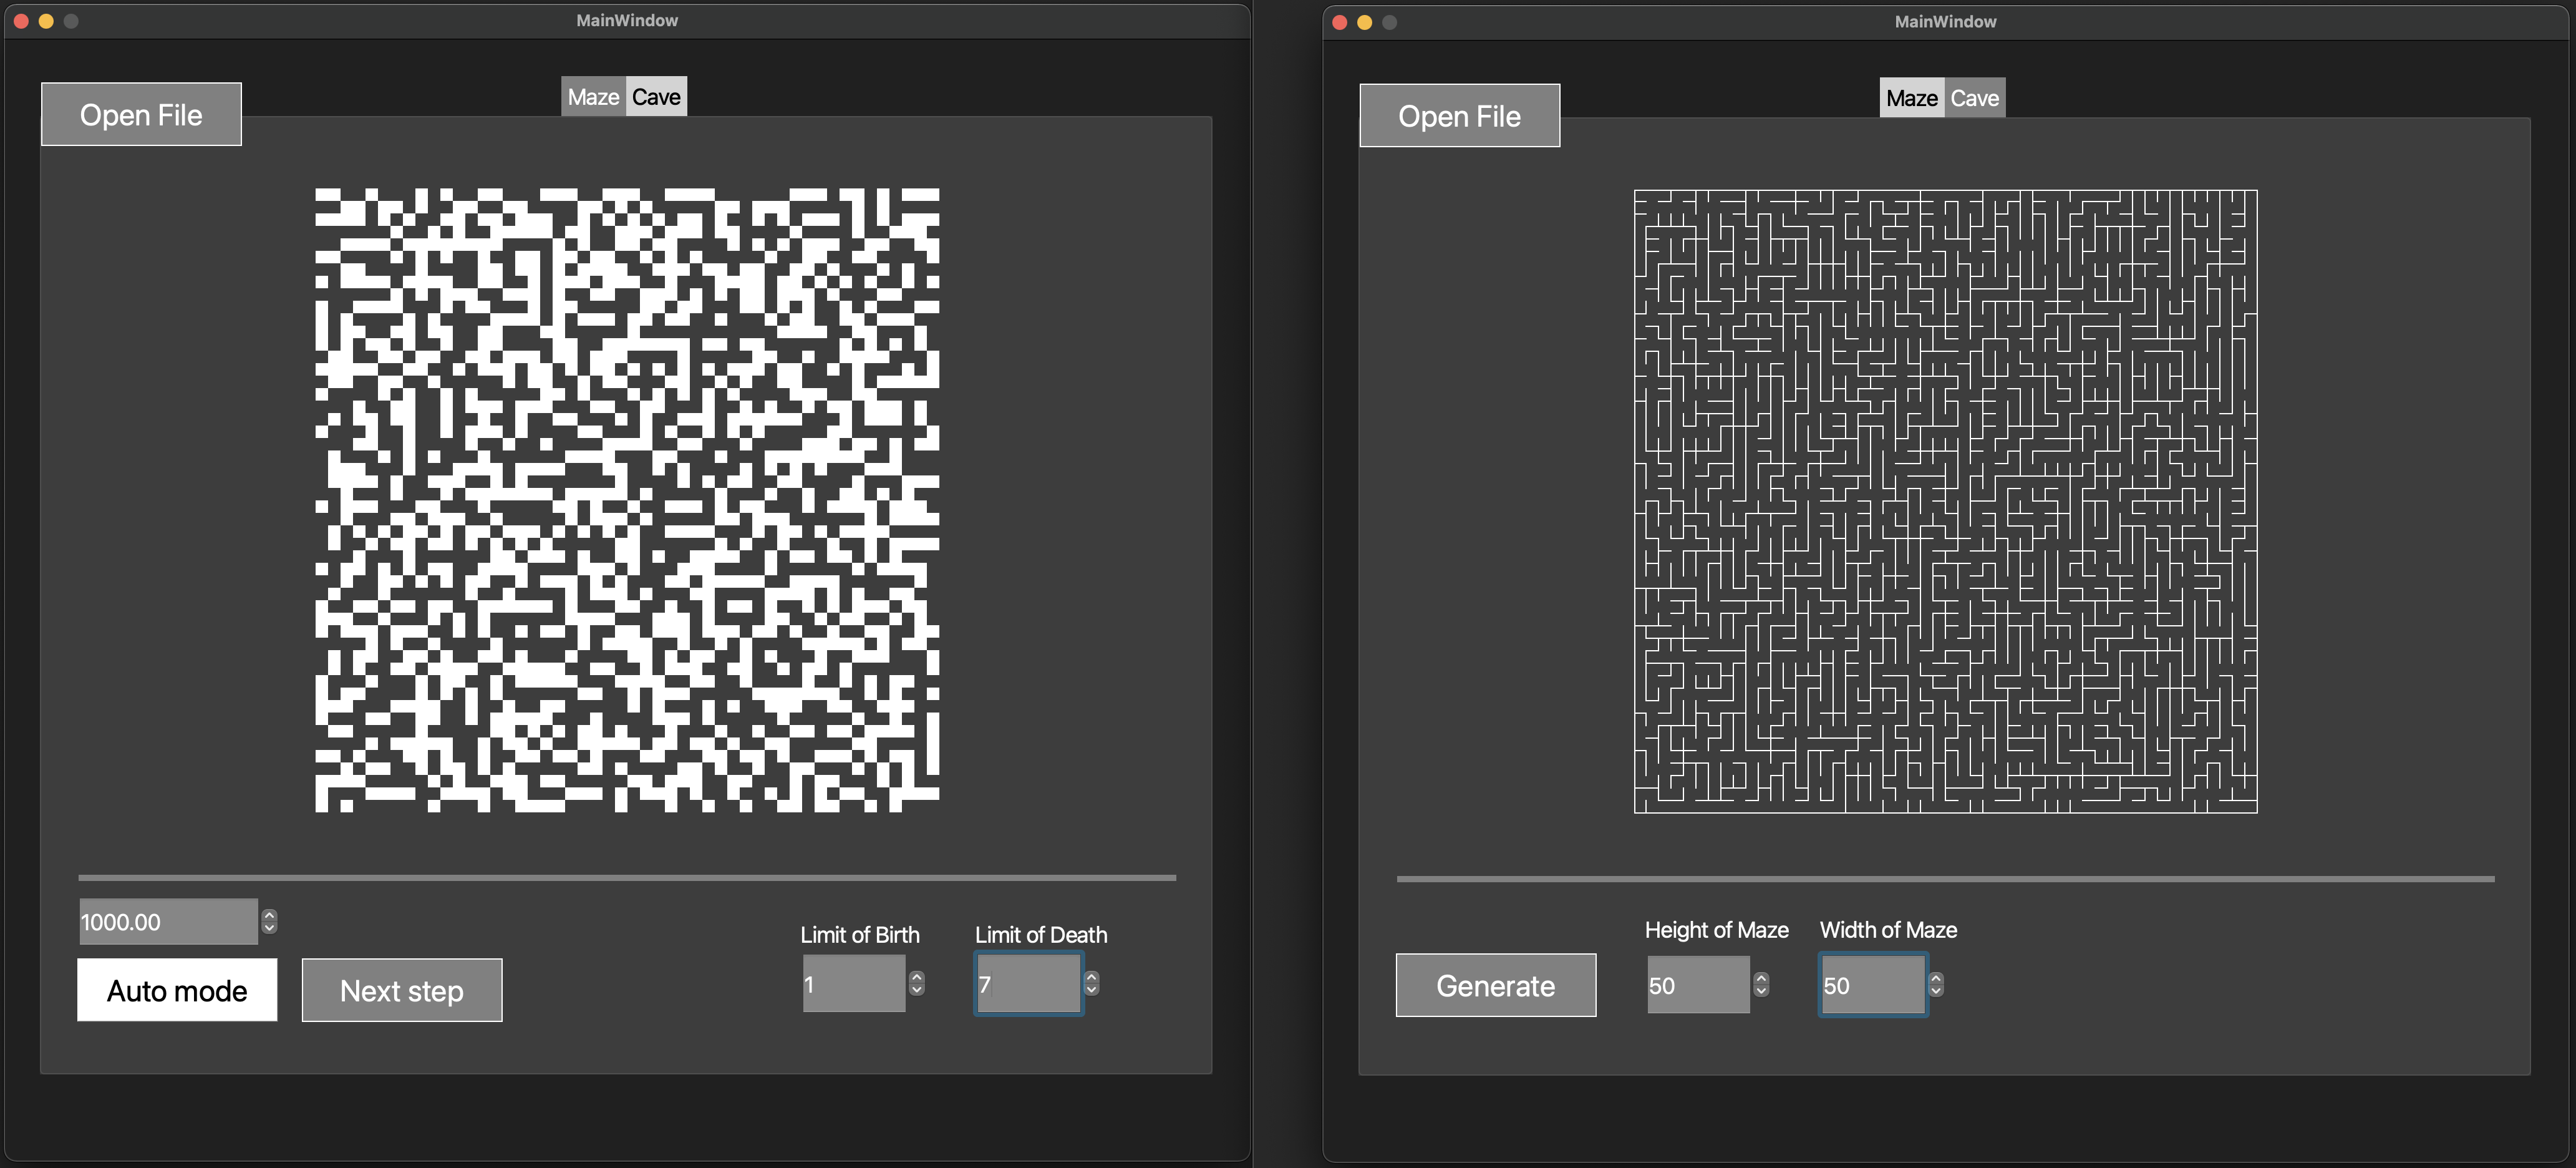 MainWindow
Open File
Maze Cave
1000.00
Auto mode
Next step
Limit of Birth
1
Limit of Death
7
MainWindow
Open File
Maze Cave
Generate
Height of Maze
50
Width of Maze
50